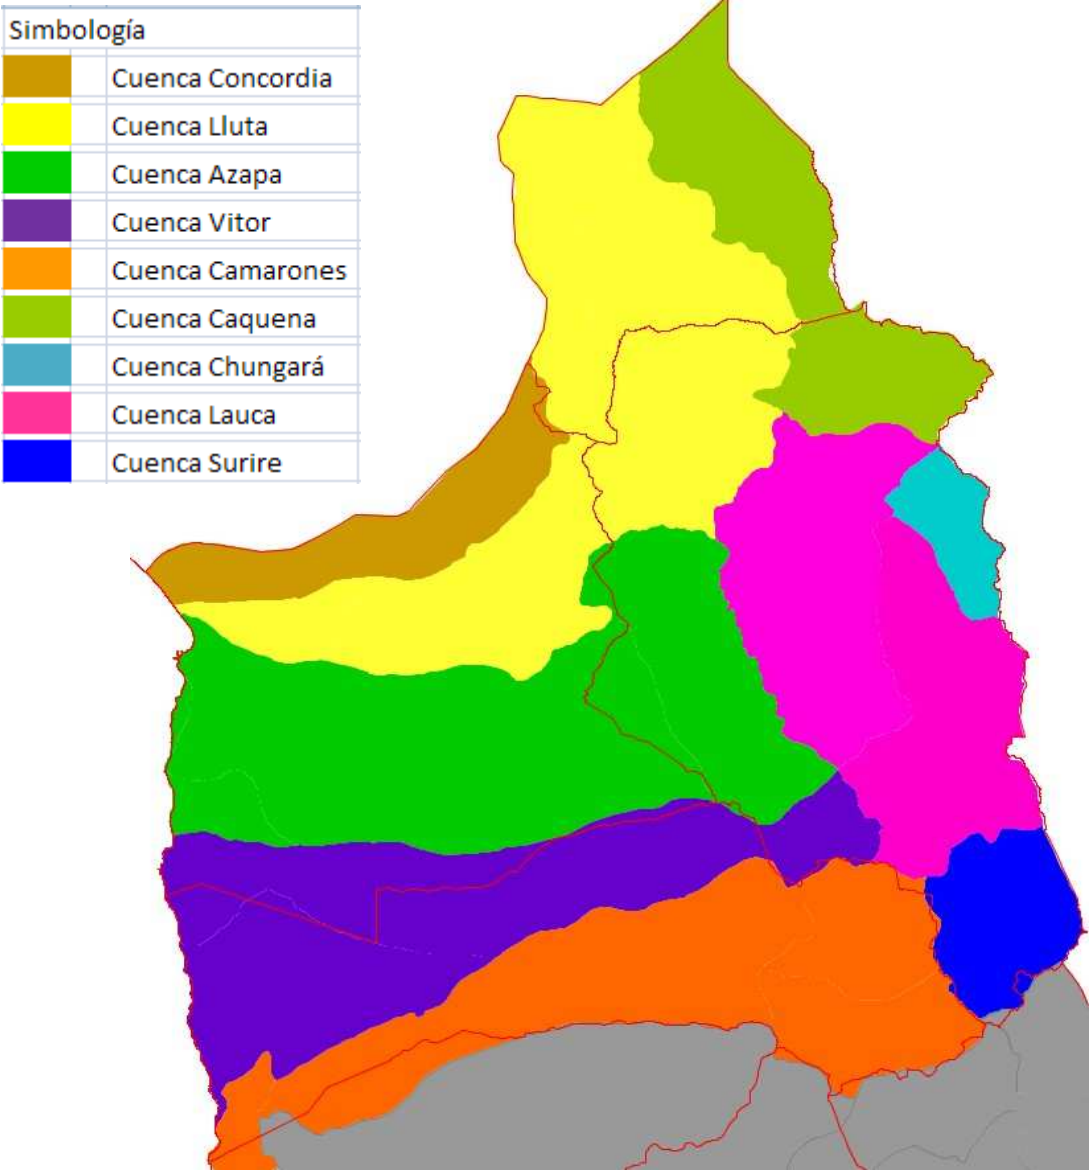 Simbología
Cuenca Concordia
Cuenca Lluta
Cuenca Azapa
Cuenca Vitor
Cuenca Camarones
Cuenca Caquena
Cuenca Chungará
Cuenca Lauca
Cuenca Surire